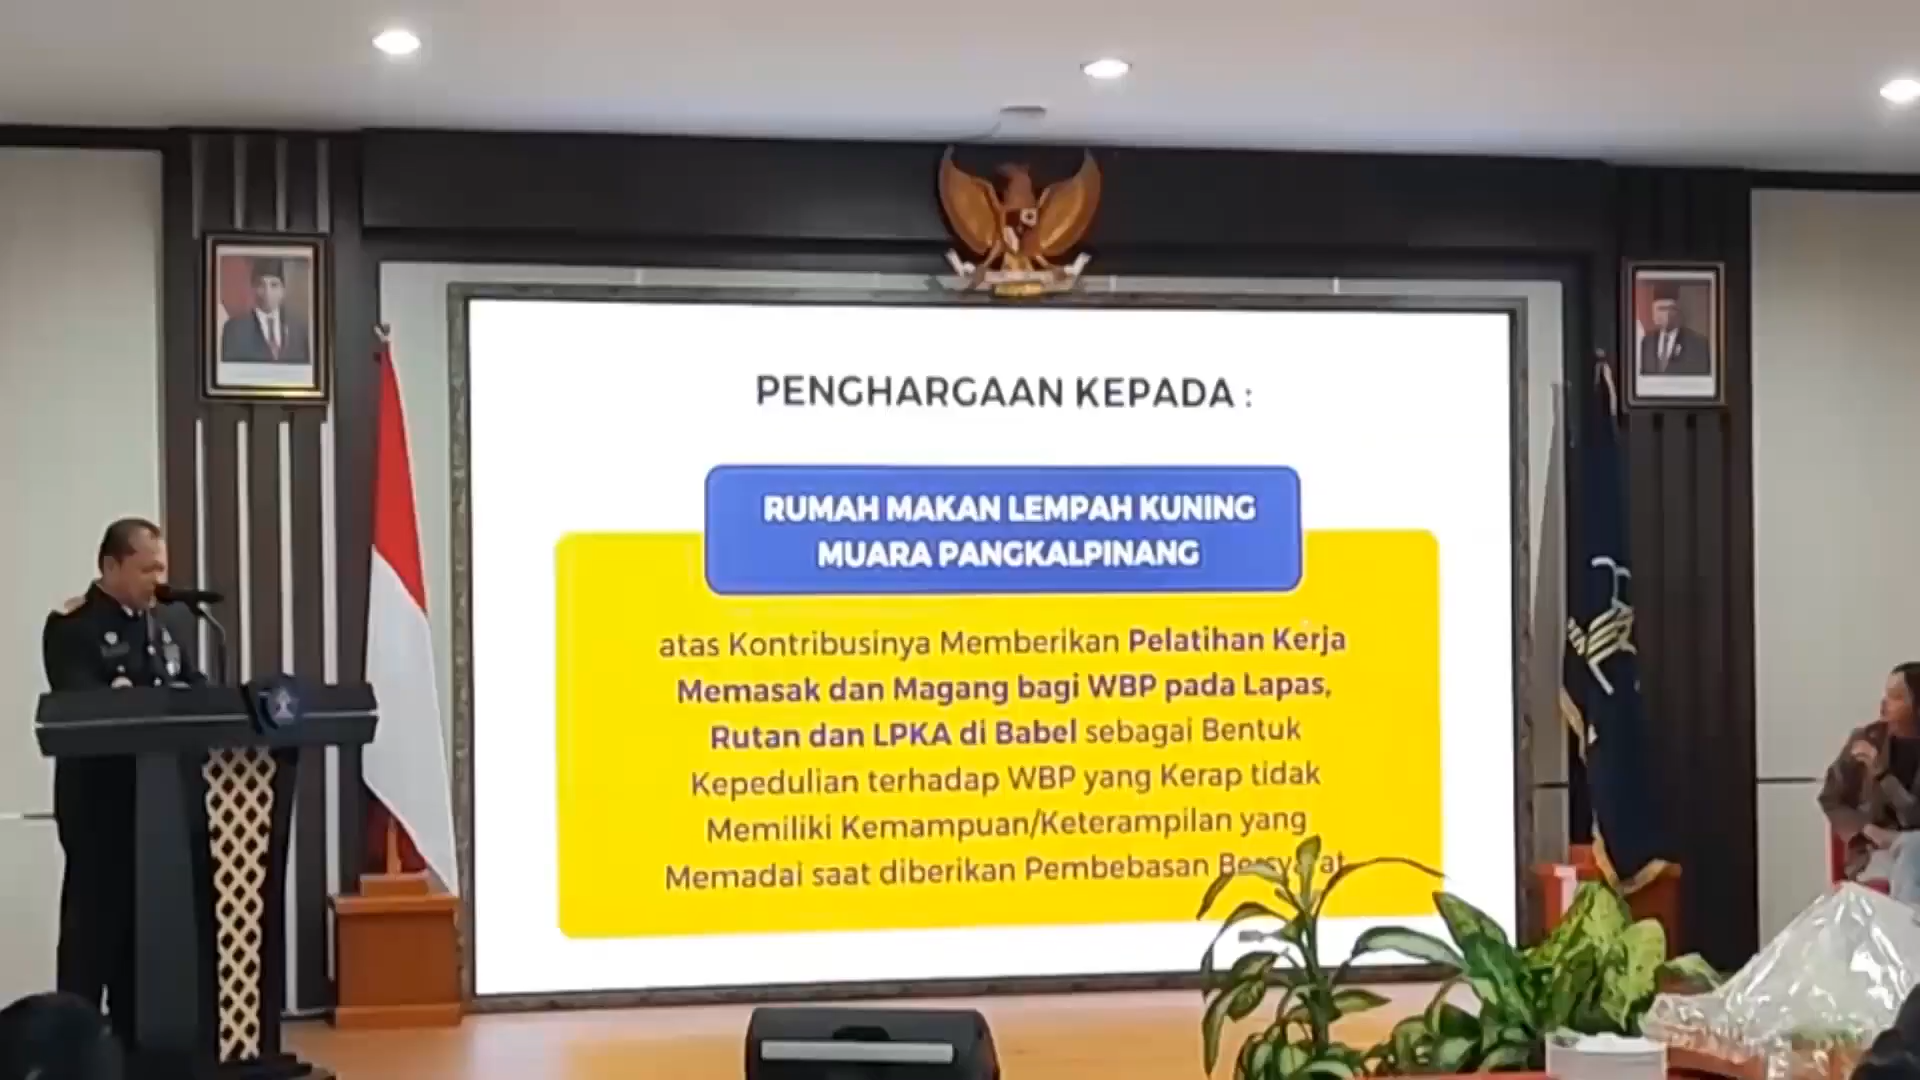 PENGHARGAAN KEPADA :
RUMAH MAKAN LEMPAH KUNING
MUARA PANGKALPINANG
atas Kontribusinya Memberikan Pelatihan Kerja
Memasak dan Magang bagi WBP pada Lapas,
Rutan dan LPKA di Babel sebagai Bentuk
Kepedulian terhadap WBP yang Kerap tidak
Memiliki Kemampuan/Keterampilan yang
Memadai saat diberikan Pembebasan Bersyarat